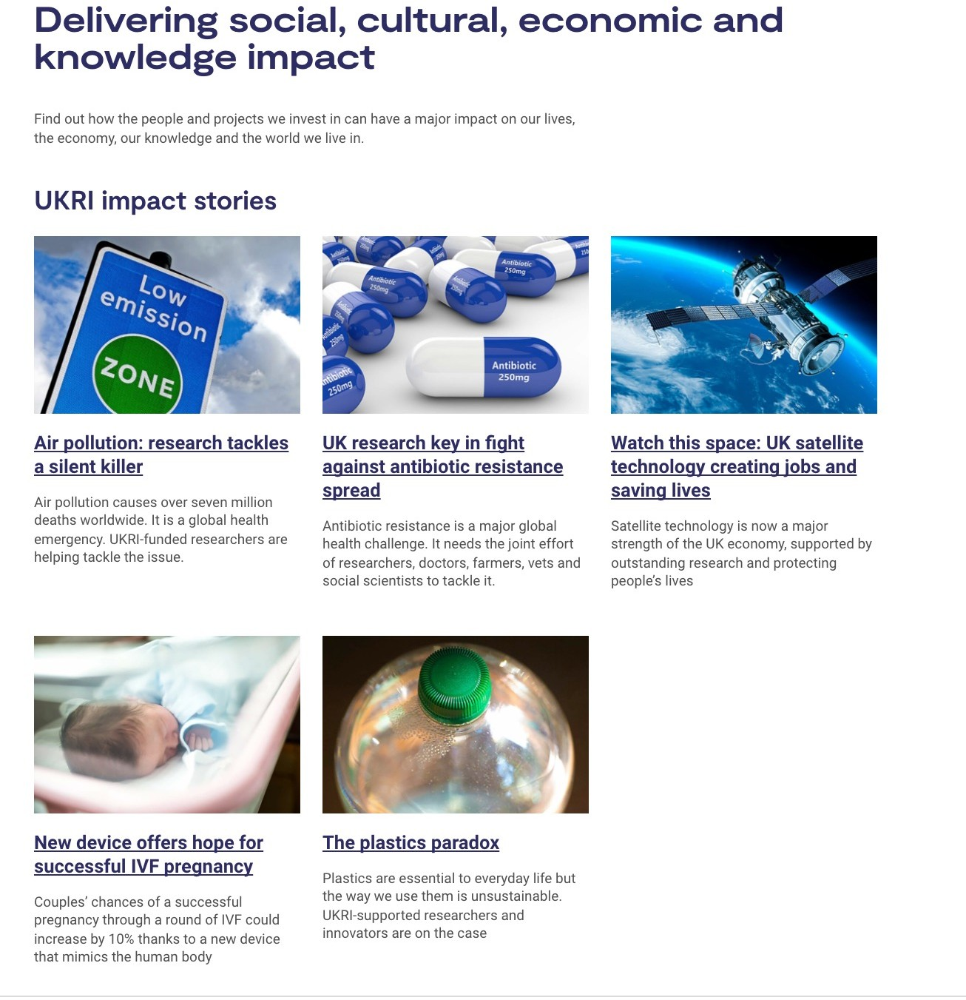 Delivering social, cultural, economic and
knowledge impact
Find out how the people and projects we invest in can have a major impact on our lives,
the economy, our knowledge and the world we live in.
UKRI impact stories
Low
emission
ZONE
Antibiotic
250mg
Antibiotic
250mg
Antibiotic
250mg
Antibiotic
250mg
Antibiotic
250mg
Air pollution: research tackles
a silent killer
Air pollution causes over seven million
deaths worldwide. It is a global health
emergency. UKRI-funded researchers are
helping tackle the issue.
UK research key in fight
against antibiotic resistance
spread
Antibiotic resistance is a major global
health challenge. It needs the joint effort
of researchers, doctors, farmers, vets and
social scientists to tackle it.
Watch this space: UK satellite
technology creating jobs and
saving lives
Satellite technology is now a major
strength of the UK economy, supported by
outstanding research and protecting
people’s lives
New device offers hope for
successful IVF pregnancy
Couples’ chances of a successful
pregnancy through a round of IVF could
increase by 10% thanks to a new device
that mimics the human body
The plastics paradox
Plastics are essential to everyday life but
the way we use them is unsustainable.
UKRI-supported researchers and
innovators are on the case